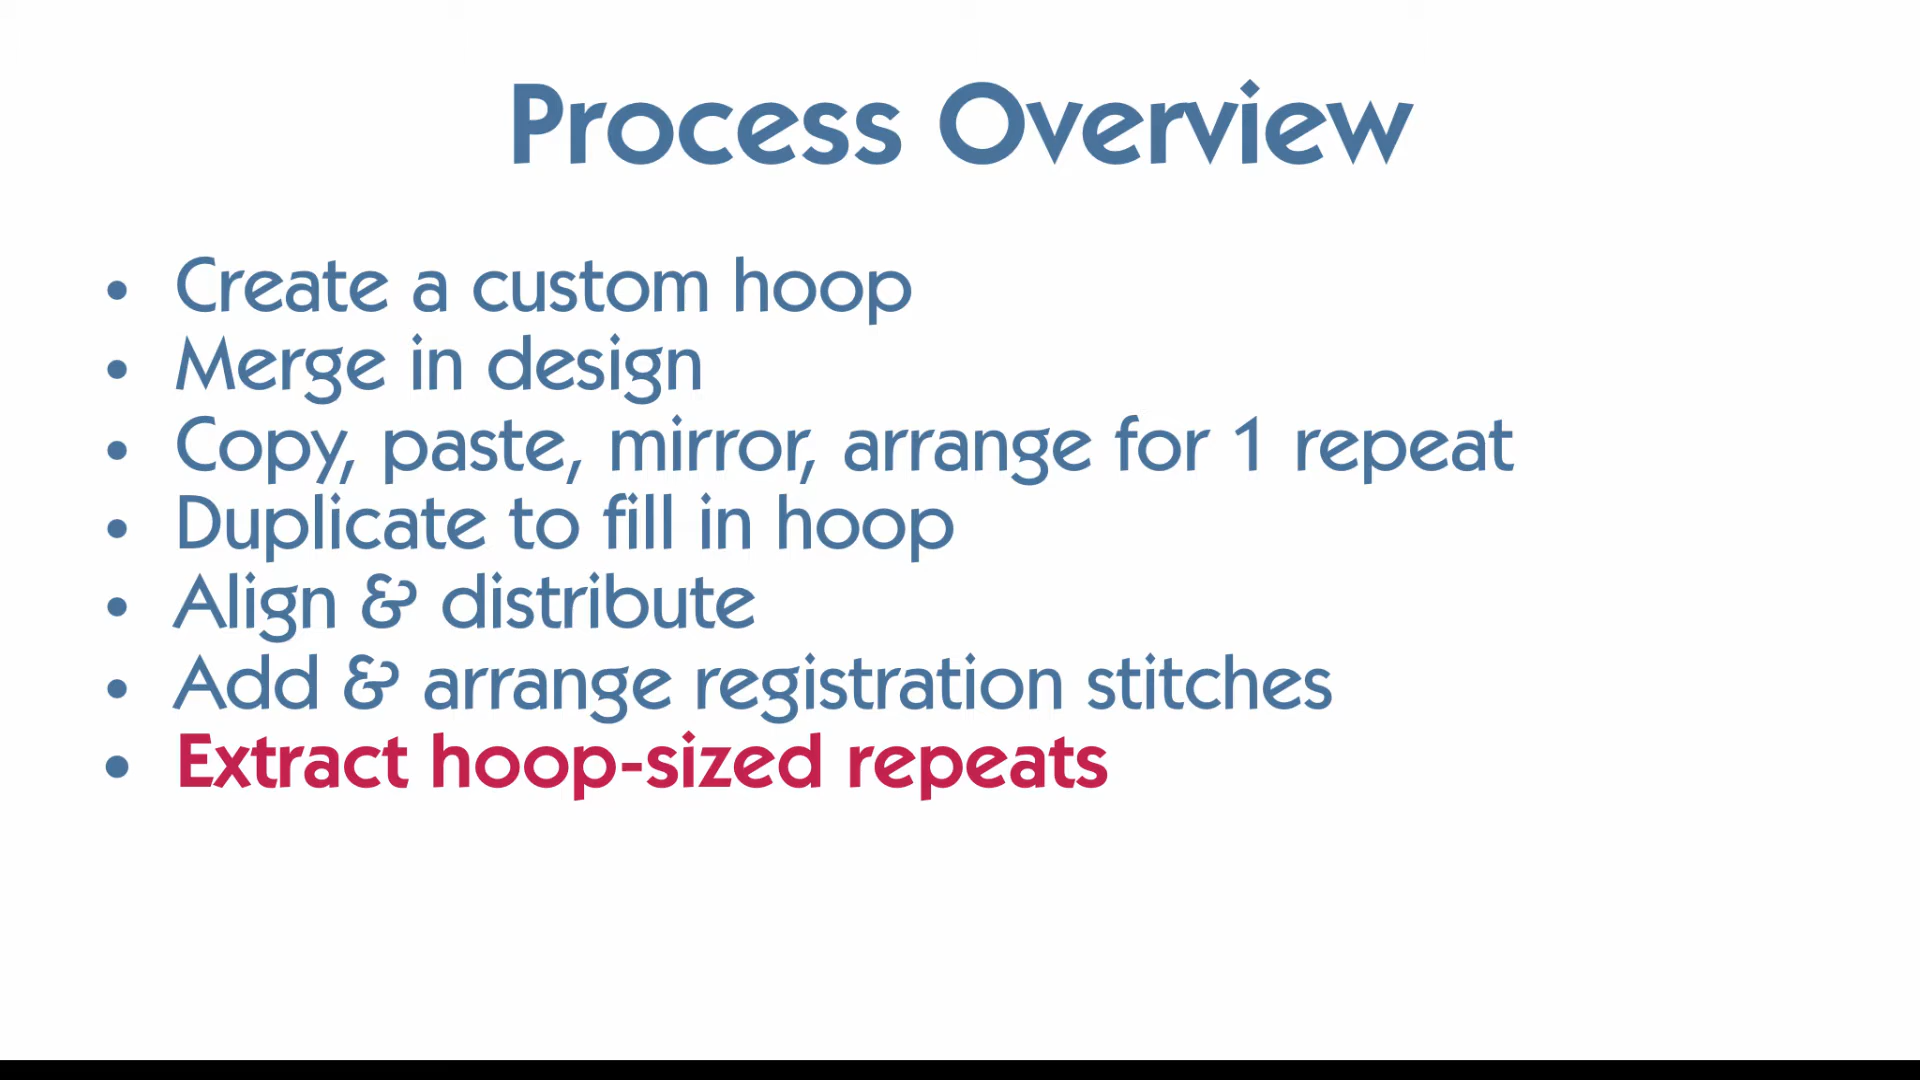 Process Overview
• Create a custom hoop
• Merge in design
• Copy, paste, mirror, arrange for 1 repeat
• Duplicate to fill in hoop
• Align & distribute
• Add & arrange registration stitches
• Extract hoop-sized repeats